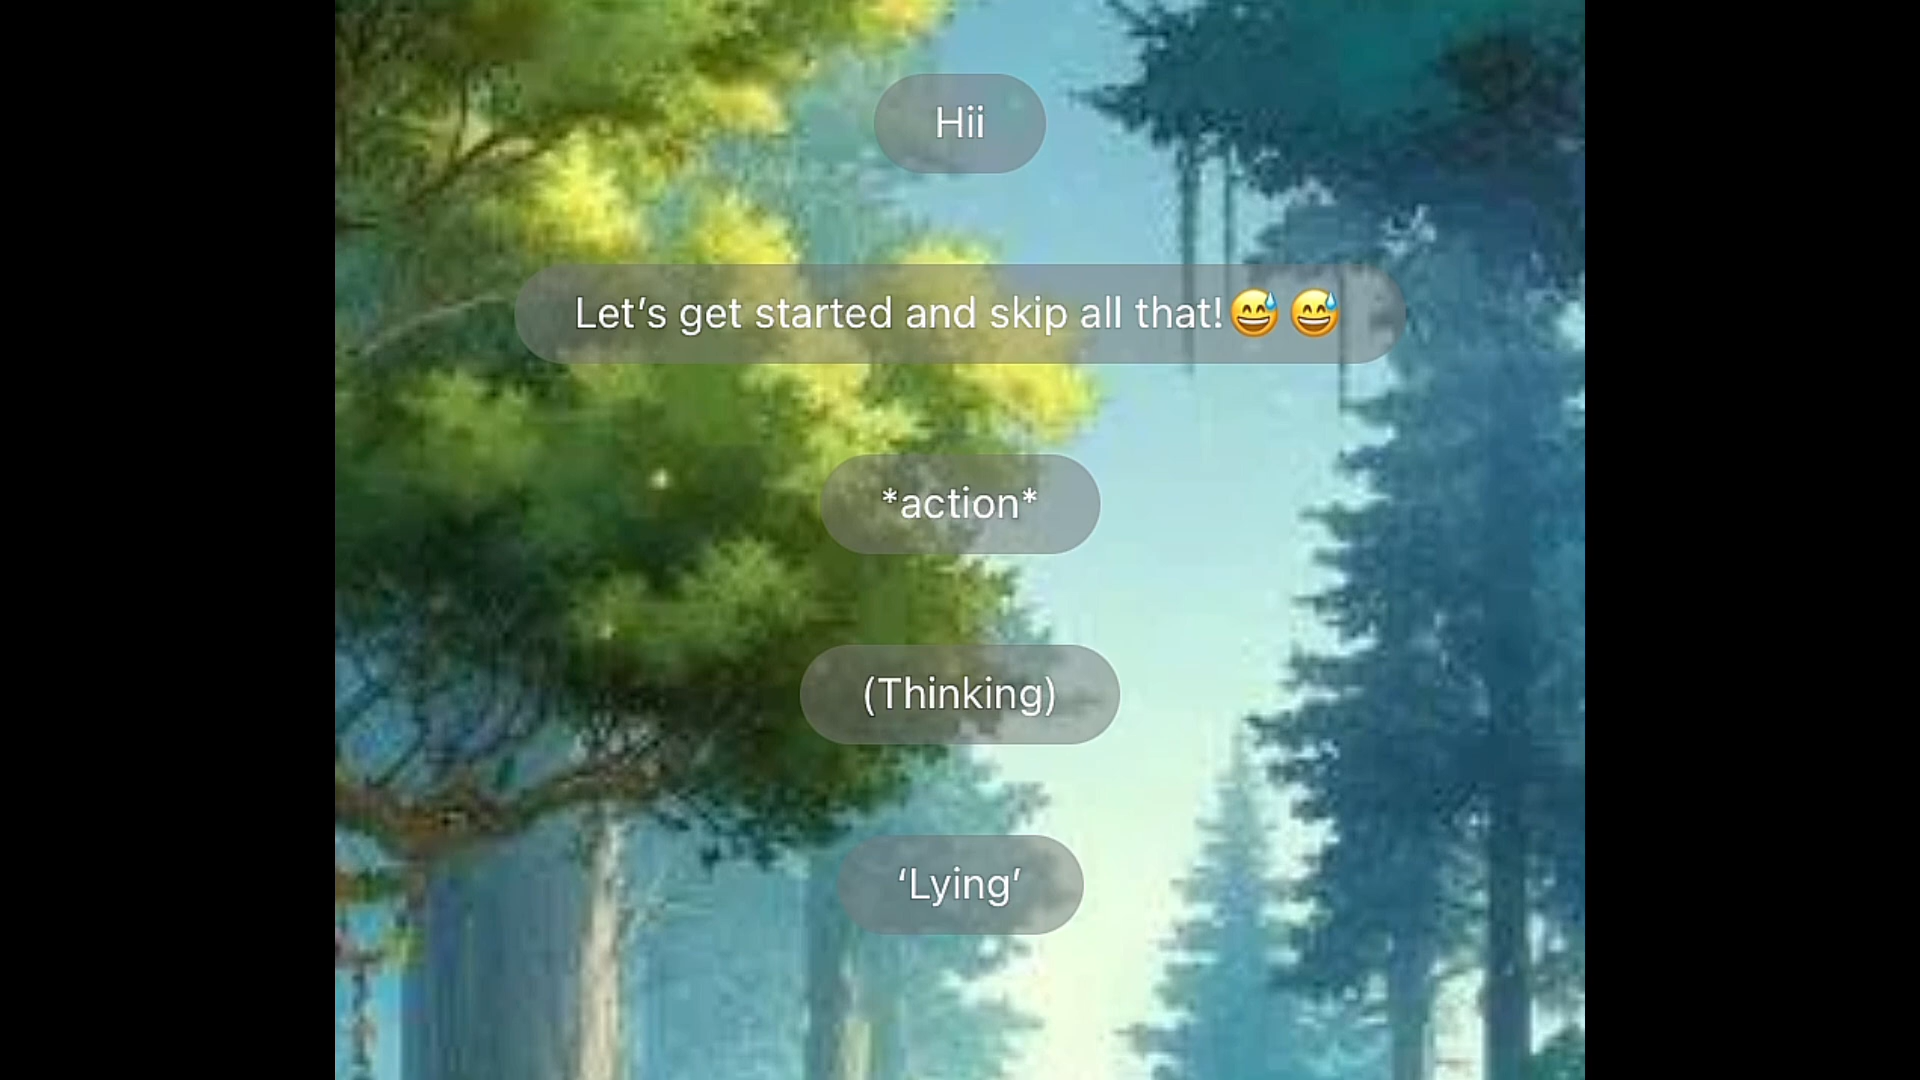 Hii
Let’s get started and skip all that!😅 😅
*action*
(Thinking)
‘Lying’